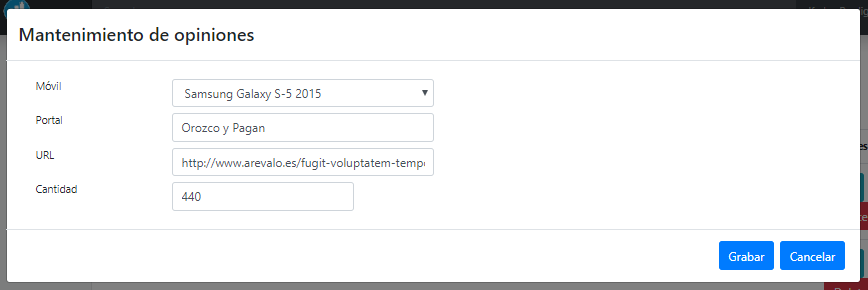 Mantenimiento de opiniones
Móvil
Samsung Galaxy S-5 2015
Portal
Orozco y Pagan
URL
http://www.arevalo.es/fugit-voluptatem-temp
Cantidad
440
Grabar
Cancelar